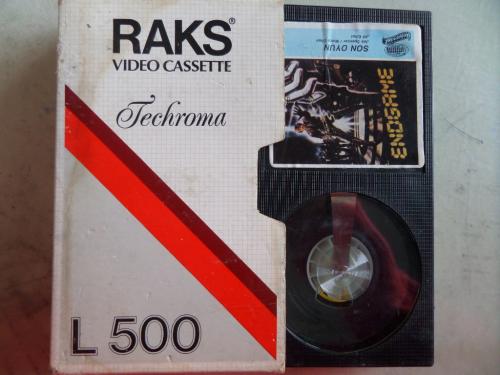 RAKS®
VIDEO CASSETTE
Techroma
L 500
SON OYUN
ENDGAME